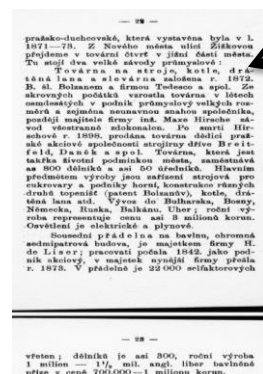 — 28 —
pražsko-duchcovské, která vystavěna byla v l.
1871—73. Z Nového města ulicí Žižkovou
přejdeme v tovární čtvrť v jižní části města.
Tu stojí dva velké závody průmyslové :
Továrna na stroje, kotle, drá-
těná lana a slévárna založena r. 1872.
B. šl. Bolzanem a firmou Tedesco a spol. Ze
skrovných počátků vzrostla továrna v létech
osmdesátých v podnik průmyslový velkých roz-
měrů a zejména neunavnou snahou společníka,
později majitele firmy ing. Maxe Hirsche zá-
vod všestranně zdokonalen. Po smrti Hir-
schově r. 1898. prodána továrna dědici praž-
ské akciové společnosti strojírny dříve Breit-
feld, Daněk a spol. Továrna, která jest
takřka životní podmínkou města, zaměstnává
as 800 dělníků a asi 50 úředníků. Hlavním
předmětem výroby jsou zařízení strojová pro
cukrovary a podniky horní, konstrukce různých
druhů topenišť (patent Bolzanův), kotle, drá-
těná lana atd. Vývoz do Bulharska, Bosny,
Německa, Ruska, Balkánu, Uher ; roční vý-
roba representuje cenu asi 3 milionů korun.
Osvětlení je elektrické a plynové.
Sousední přádelna na bavlnu, ohromná
sedmipatrová budova, je majetkem firmy H.
de Liser ; pracovati počala 1842. jako pod-
nik akciový, v majetek nynější firmy přešla
r. 1873. V přádelně je 22 000 selfaktorových
vřeten ; dělníků je asi 300, roční výroba
1 milion — 1¹/₂ mil. angl. liber bavlněné
příze v ceně 700.000—1 milionu korun.